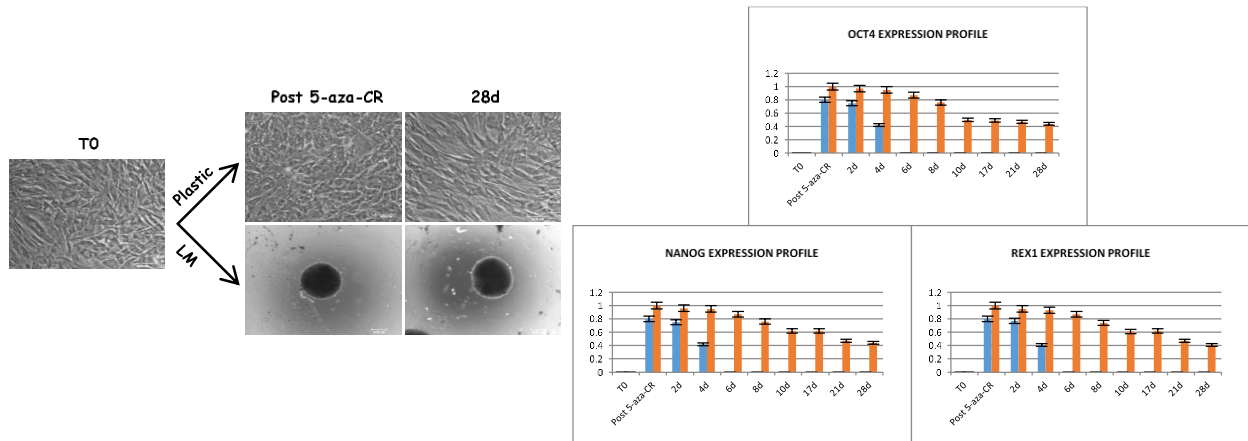 T0
Plastic
LM
Post 5-aza-CR
28d
OCT4 EXPRESSION PROFILE
1.2
1
0.8
0.6
0.4
0.2
0
T0
Post 5-aza-CR
2d
4d
6d
8d
10d
17d
21d
28d
NANOG EXPRESSION PROFILE
1.2
1
0.8
0.6
0.4
0.2
0
T0
Post 5-aza-CR
2d
4d
6d
8d
10d
17d
21d
28d
REX1 EXPRESSION PROFILE
1.2
1
0.8
0.6
0.4
0.2
0
T0
Post 5-aza-CR
2d
4d
6d
8d
10d
17d
21d
28d